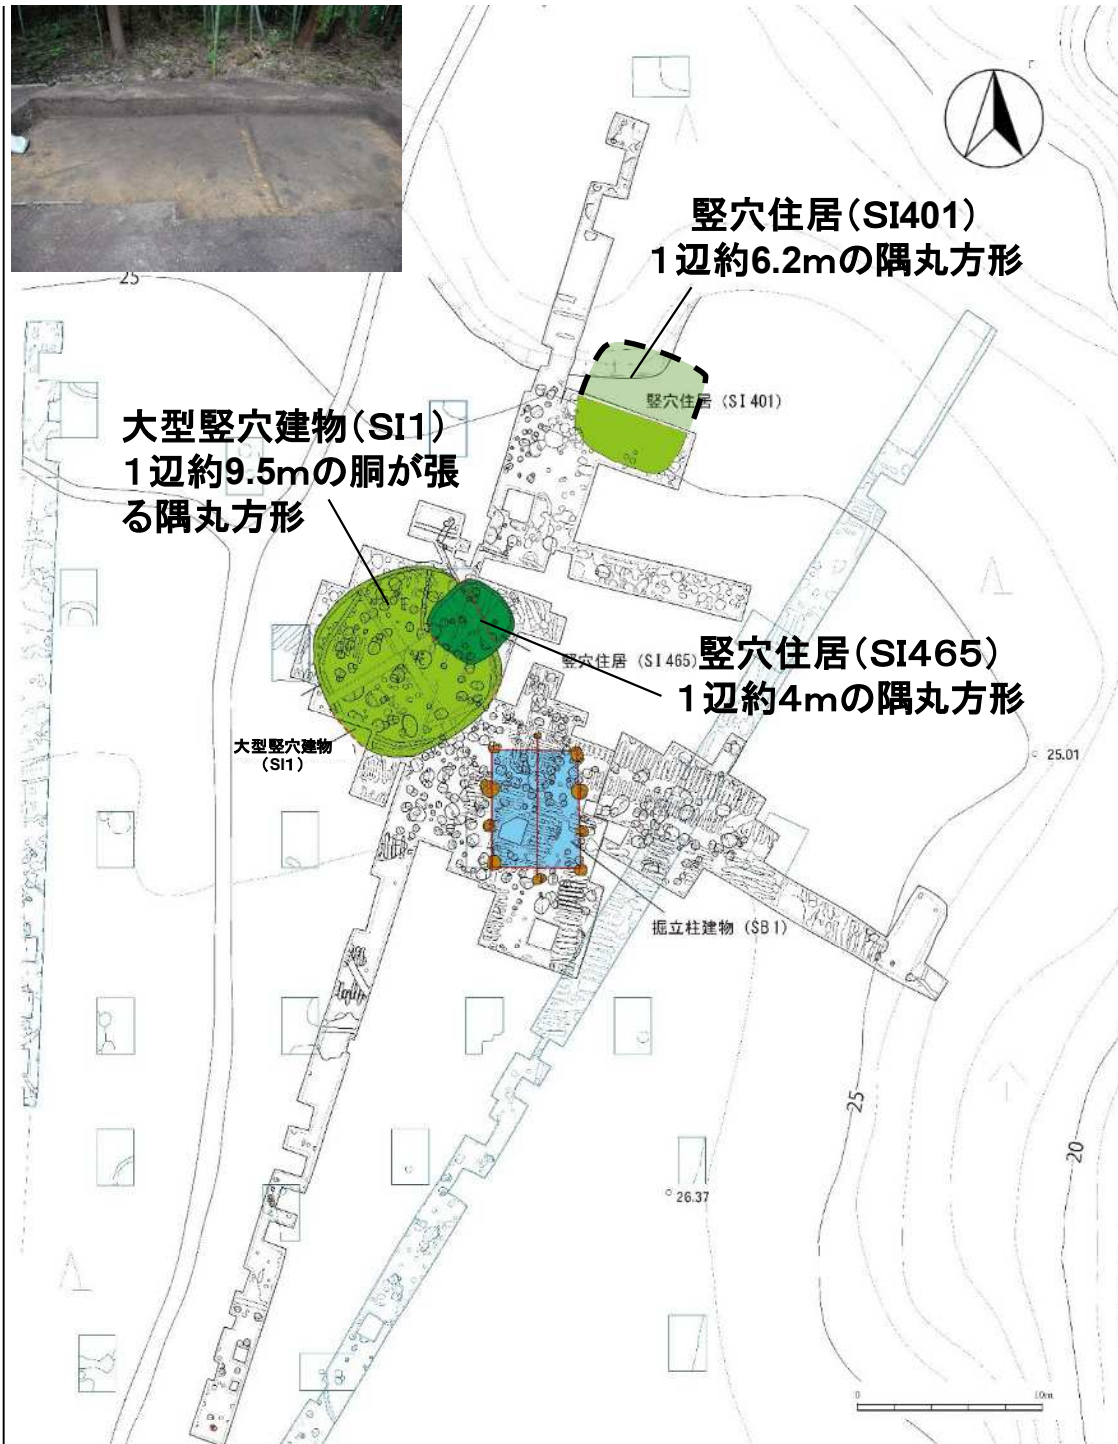 25
竪穴住居(SI401)
1辺約6.2mの隅丸方形
竪穴住居(SI401)
大型竪穴建物(SI1)
1辺約9.5mの胴が張
る隅丸方形
竪穴住居(SI465)
竪穴住居(SI465)
1辺約4mの隅丸方形
大型竪穴建物
(SI1)
25.01
掘立柱建物(SB1)
25
20
26.37
0
10m